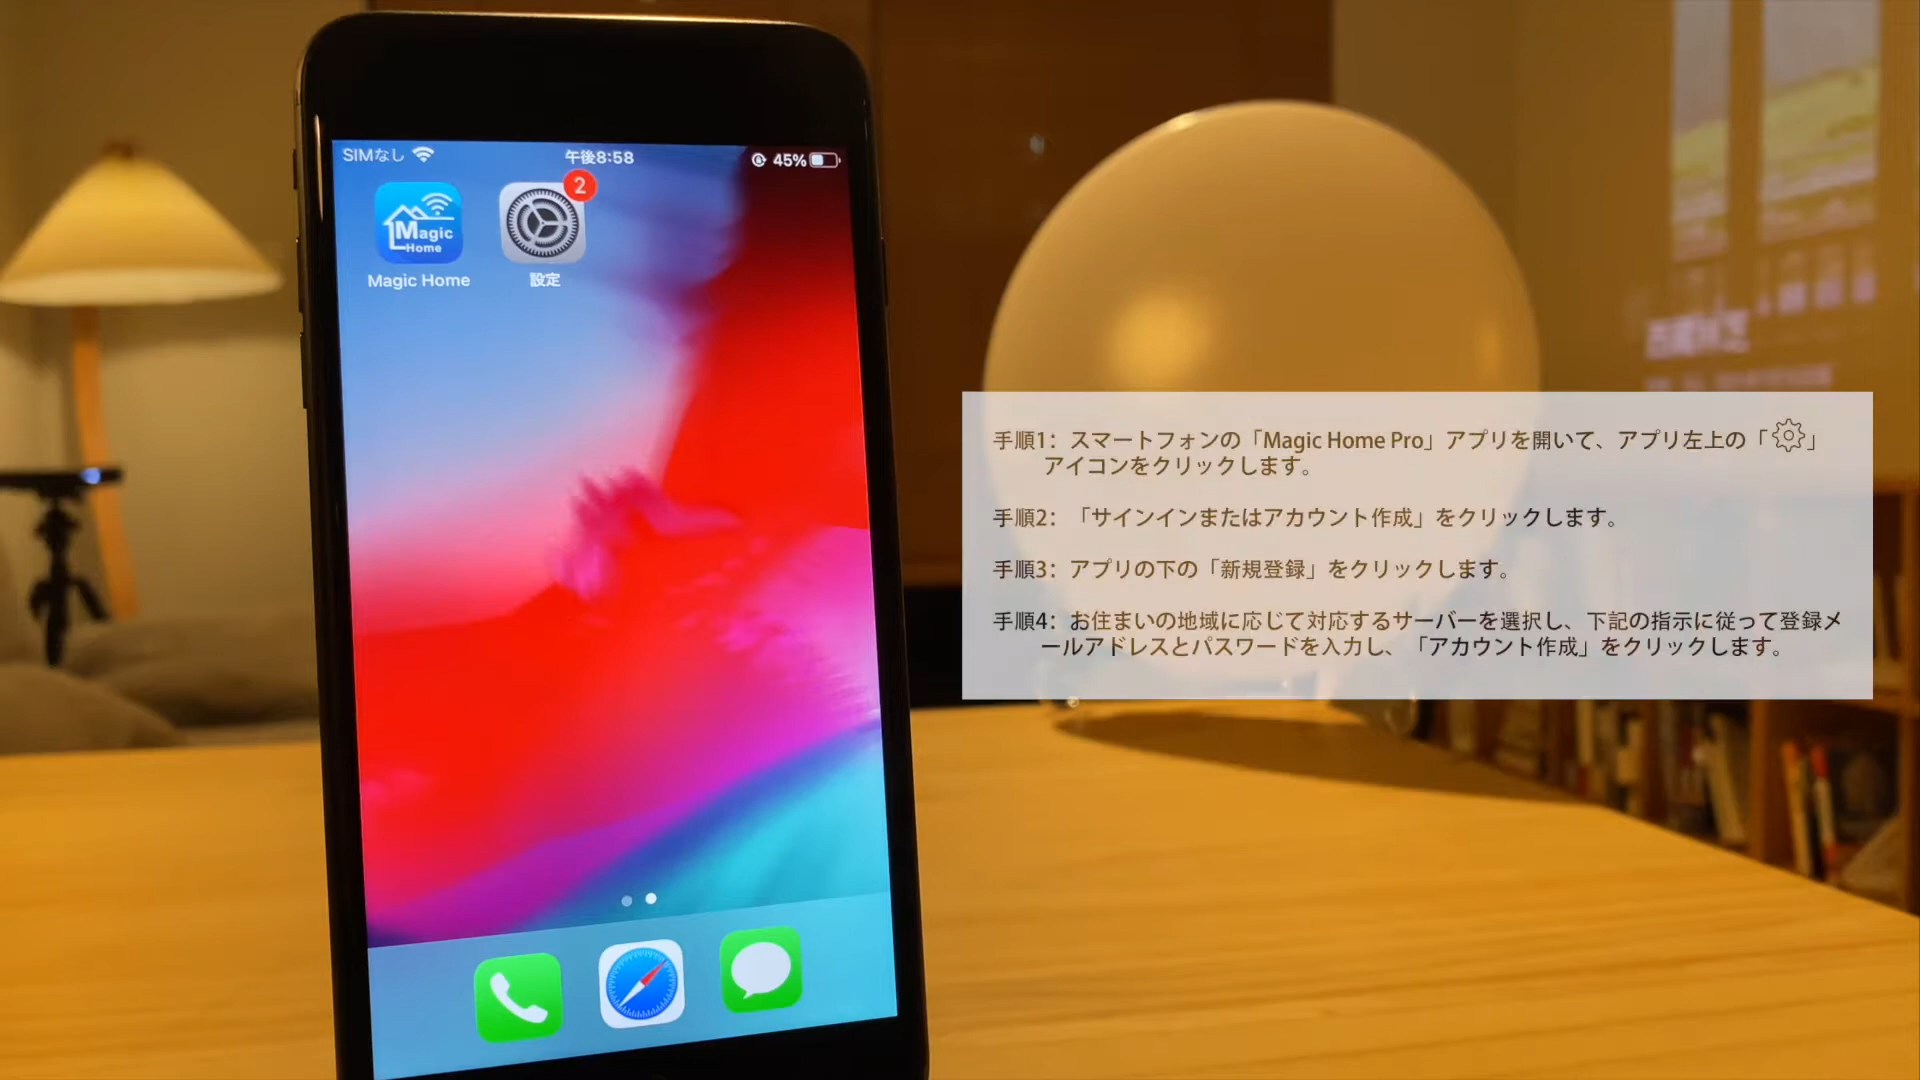 SIMなし
午後8:58
45%
2
Magic
Home
Magic Home
設定
手順1：スマートフォンの「Magic Home Pro」アプリを開いて、アプリ左上の「」
アイコンをクリックします。
手順2：「サインインまたはアカウント作成」をクリックします。
手順3：アプリの下の「新規登録」をクリックします。
手順4：お住まいの地域に応じて対応するサーバーを選択し、下記の指示に従って登録メ
ールアドレスとパスワードを入力し、「アカウント作成」をクリックします。